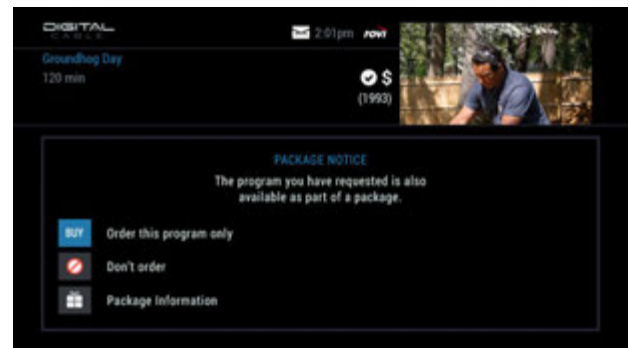 DIGITAL
CABLE
2:01pm rovi
Groundhog Day
120 min
$
(1993)
PACKAGE NOTICE
The program you have requested is also
available as part of a package.
BUY Order this program only
Don't order
Package Information